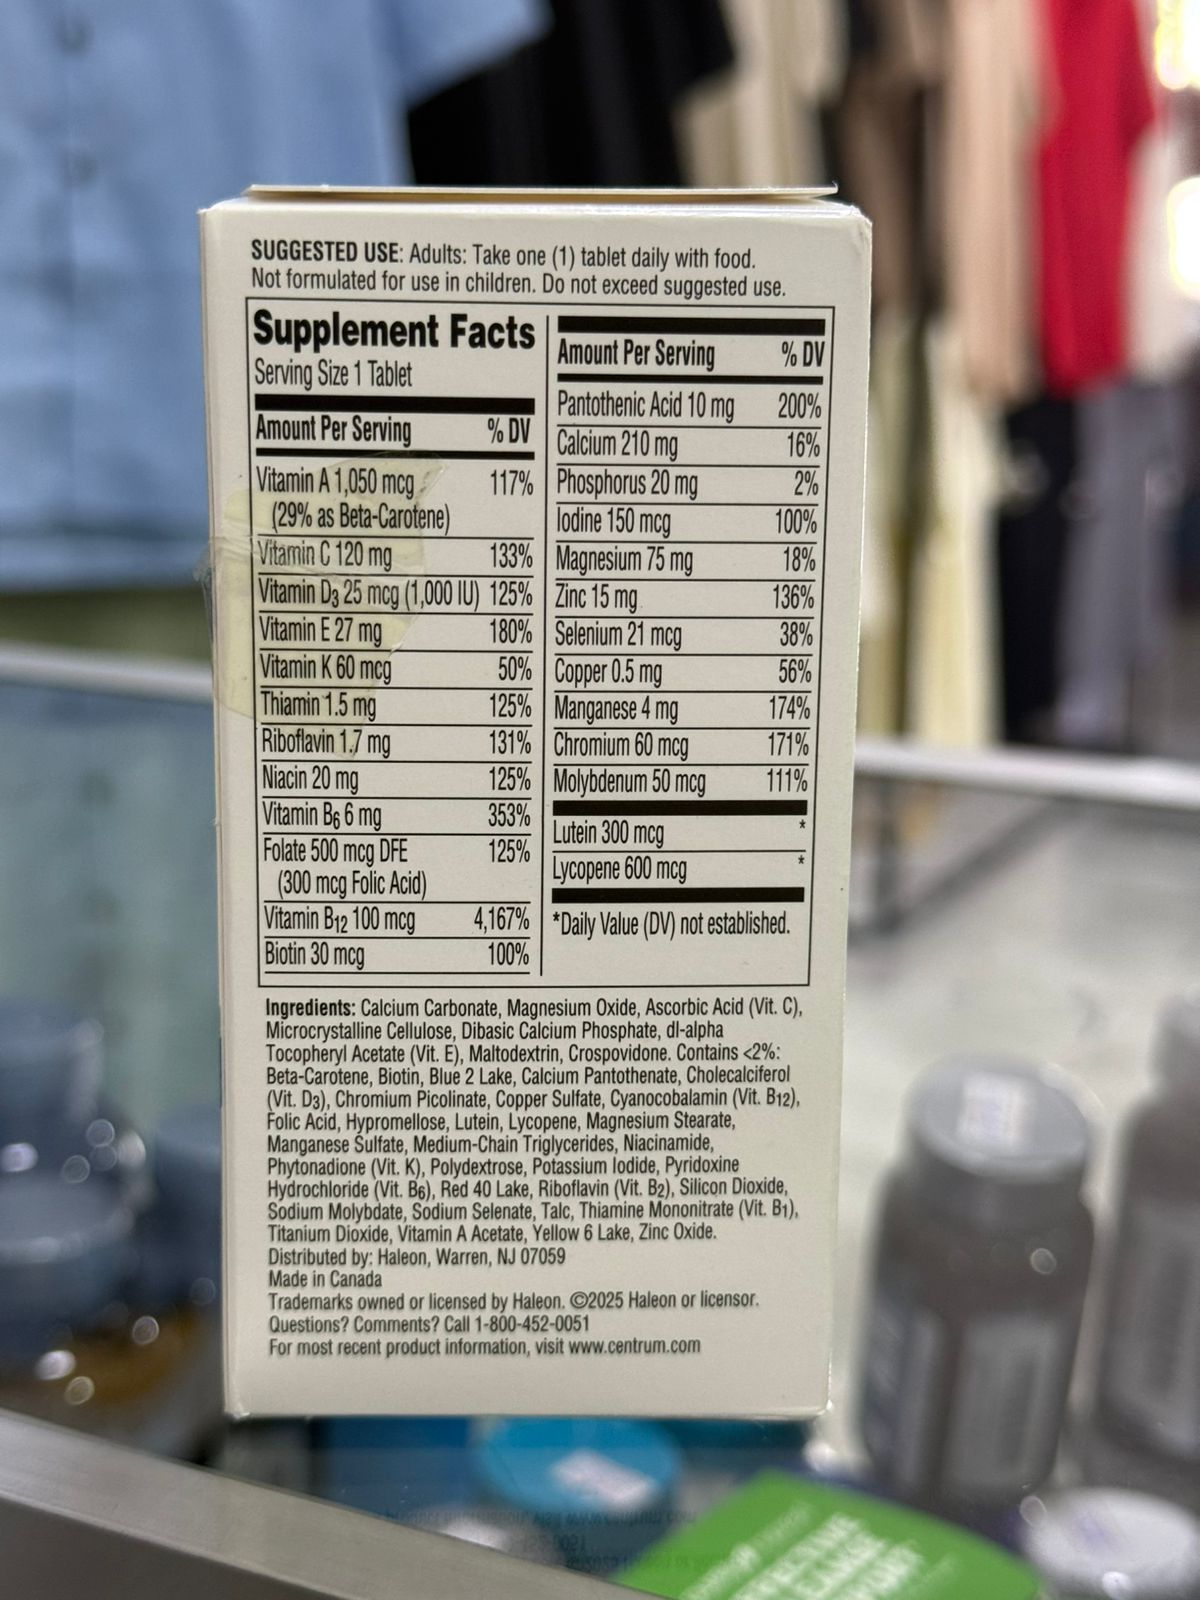 SUGGESTED USE: Adults: Take one (1) tablet daily with food.
Not formulated for use in children. Do not exceed suggested use.
Supplement Facts
Serving Size 1 Tablet
Amount Per Serving % DV
Vitamin A 1,050 mcg 117%
(29% as Beta-Carotene)
Vitamin C 120 mg 133%
Vitamin D3 25 mcg (1,000 IU) 125%
Vitamin E 27 mg 180%
Vitamin K 60 mcg 50%
Thiamin 1.5 mg 125%
Riboflavin 1.7 mg 131%
Niacin 20 mg 125%
Vitamin B6 6 mg 353%
Folate 500 mcg DFE 125%
(300 mcg Folic Acid)
Vitamin B12 100 mcg 4,167%
Biotin 30 mcg 100%
Amount Per Serving % DV
Pantothenic Acid 10 mg 200%
Calcium 210 mg 16%
Phosphorus 20 mg 2%
Iodine 150 mcg 100%
Magnesium 75 mg 18%
Zinc 15 mg 136%
Selenium 21 mcg 38%
Copper 0.5 mg 56%
Manganese 4 mg 174%
Chromium 60 mcg 171%
Molybdenum 50 mcg 111%
Lutein 300 mcg *
Lycopene 600 mcg *
*Daily Value (DV) not established.
Ingredients: Calcium Carbonate, Magnesium Oxide, Ascorbic Acid (Vit. C),
Microcrystalline Cellulose, Dibasic Calcium Phosphate, dl-alpha
Tocopheryl Acetate (Vit. E), Maltodextrin, Crospovidone. Contains <2%:
Beta-Carotene, Biotin, Blue 2 Lake, Calcium Pantothenate, Cholecalciferol
(Vit. D3), Chromium Picolinate, Copper Sulfate, Cyanocobalamin (Vit. B12),
Folic Acid, Hypromellose, Lutein, Lycopene, Magnesium Stearate,
Manganese Sulfate, Medium-Chain Triglycerides, Niacinamide,
Phytonadione (Vit. K), Polydextrose, Potassium Iodide, Pyridoxine
Hydrochloride (Vit. B6), Red 40 Lake, Riboflavin (Vit. B2), Silicon Dioxide,
Sodium Molybdate, Sodium Selenate, Talc, Thiamine Mononitrate (Vit. B1),
Titanium Dioxide, Vitamin A Acetate, Yellow 6 Lake, Zinc Oxide.
Distributed by: Haleon, Warren, NJ 07059
Made in Canada
Trademarks owned or licensed by Haleon. ©2025 Haleon or licensor.
Questions? Comments? Call 1-800-452-0051
For most recent product information, visit www.centrum.com